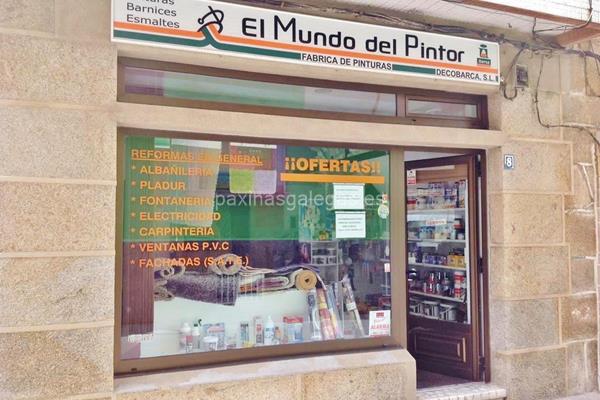 Pinturas
Barnices
Esmaltes
El Mundo del Pintor
FABRICA DE PINTURAS
DECOBARCA, S.L.
8
REFORMAS EN GENERAL
* ALBAÑILERIA
* PLADUR
* FONTANERIA
* ELECTRICIDAD
* CARPINTERIA
* VENTANAS P.V.C
* FACHADAS (S.A.T.E.)
¡¡OFERTAS!!
paxinasgalegas.es
ALARMA